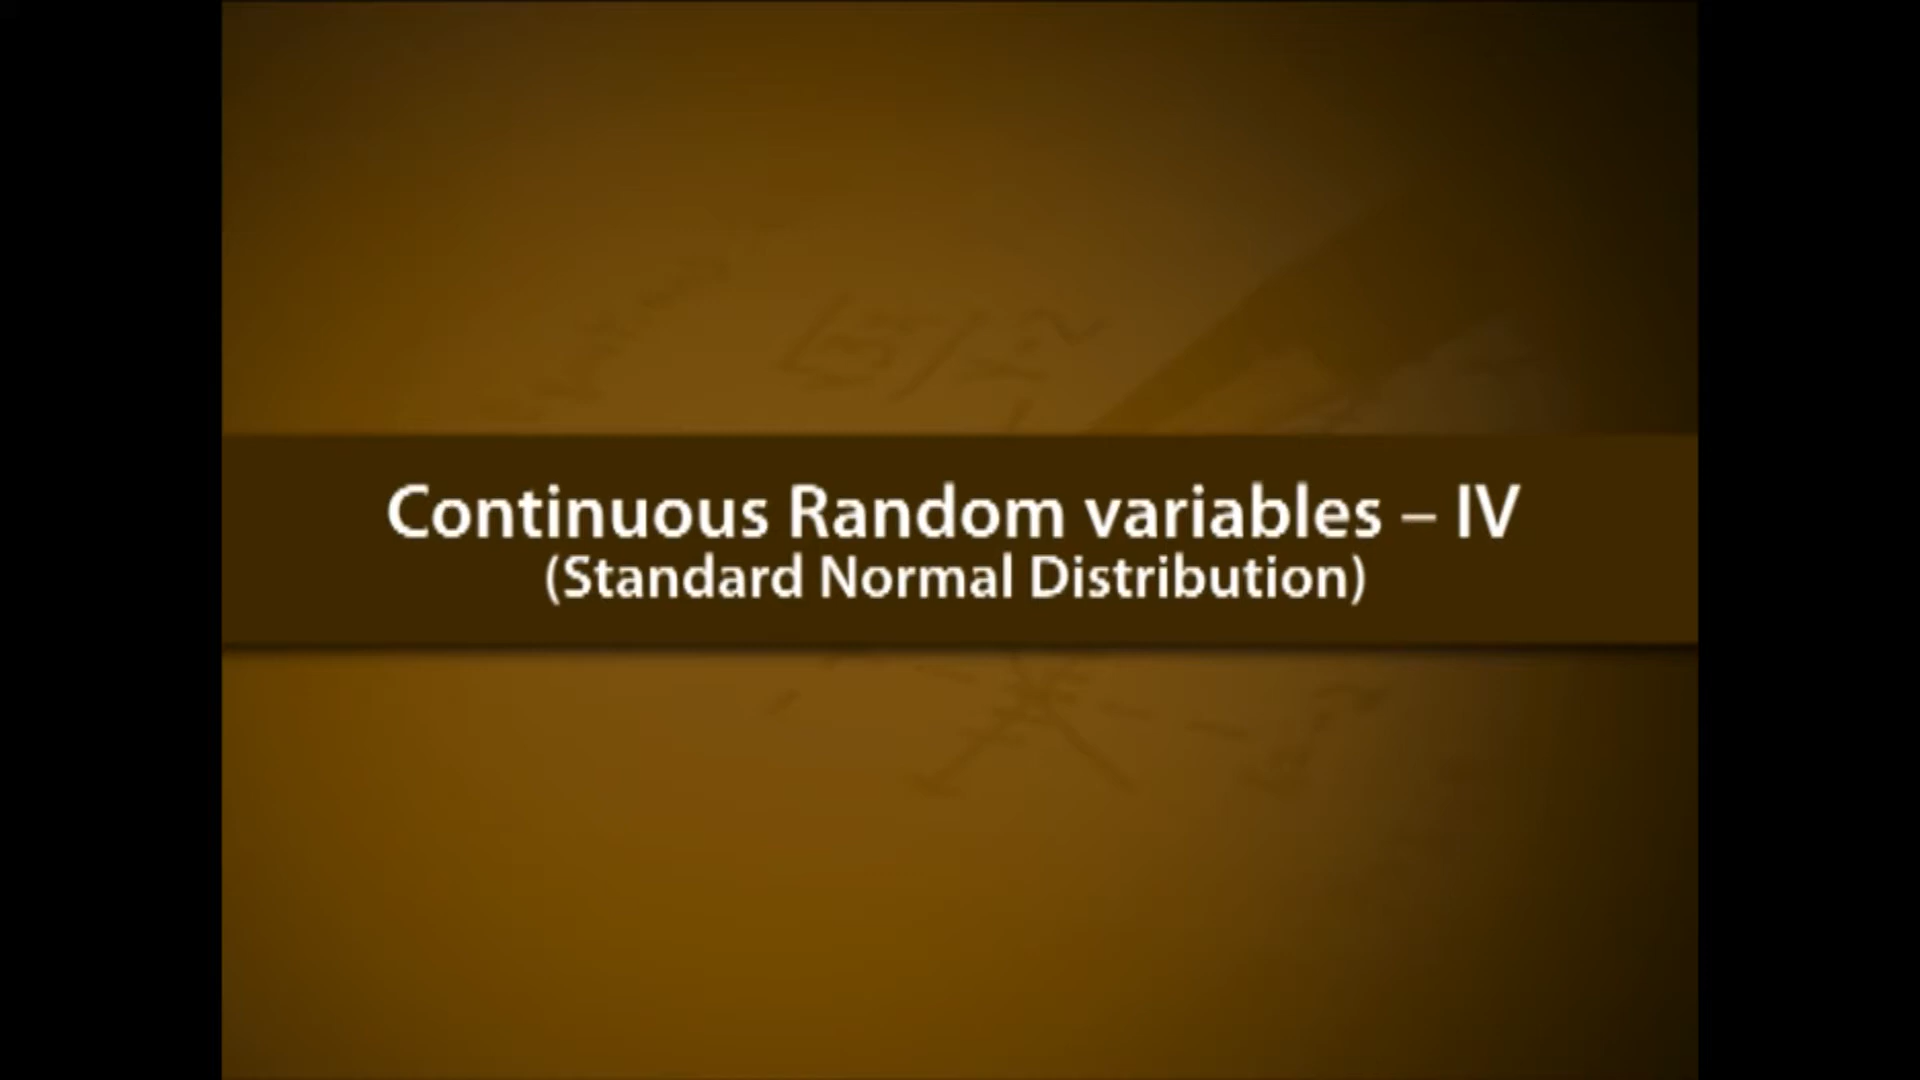 Continuous Random variables – IV
(Standard Normal Distribution)